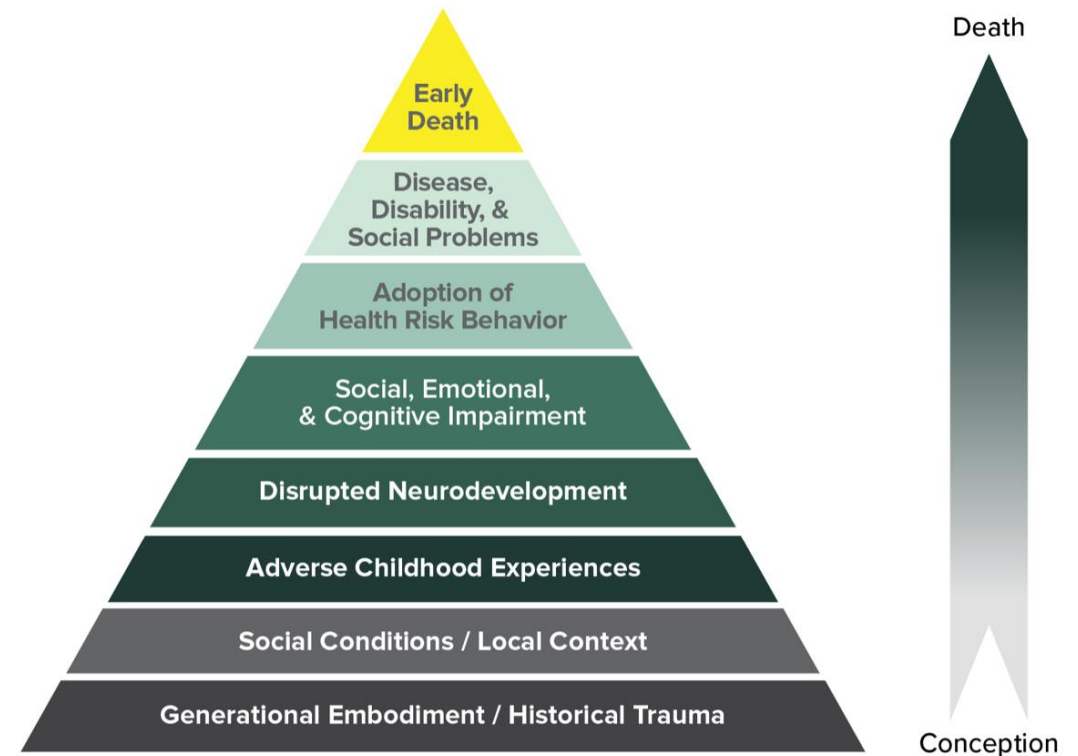 Death
Early
Death
Disease,
Disability, &
Social Problems
Adoption of
Health Risk Behavior
Social, Emotional,
& Cognitive Impairment
Disrupted Neurodevelopment
Adverse Childhood Experiences
Social Conditions / Local Context
Generational Embodiment / Historical Trauma
Conception